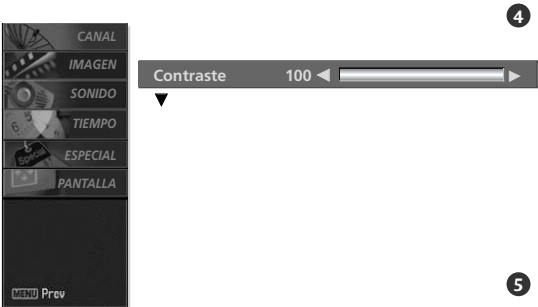 4
CANAL
IMAGEN
Contraste 100
SONIDO
TIEMPO
ESPECIAL
PANTALLA
MENU Prev
5